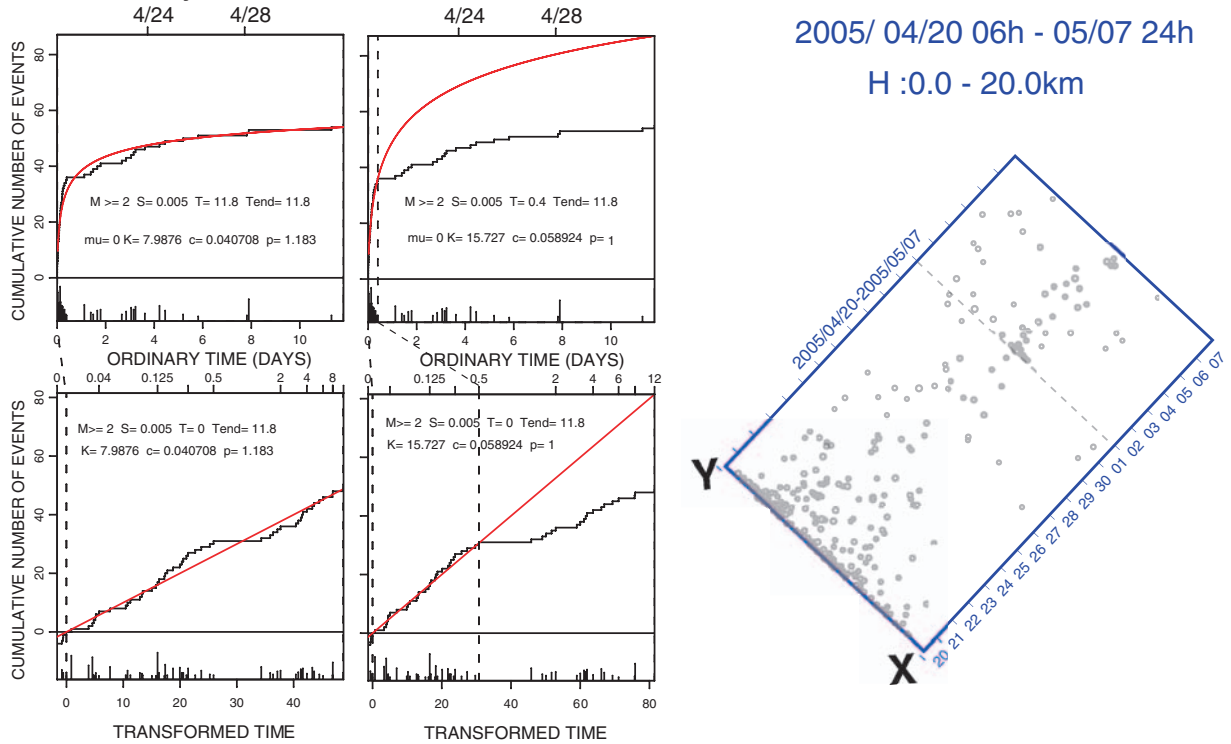 4/24 4/28
CUMULATIVE NUMBER OF EVENTS
80
60
40
20
0
M >= 2 S= 0.005 T= 11.8 Tend= 11.8
mu= 0 K= 7.9876 c= 0.040708 p= 1.183
0 2 4 6 8 10
ORDINARY TIME (DAYS)
4/24 4/28
M >= 2 S= 0.005 T= 0.4 Tend= 11.8
mu= 0 K= 15.727 c= 0.058924 p= 1
0 2 4 6 8 10
ORDINARY TIME (DAYS)
0 0.04 0.125 0.5 2 4 8
CUMULATIVE NUMBER OF EVENTS
80
60
40
20
0
M>= 2 S= 0.005 T= 0 Tend= 11.8
K= 7.9876 c= 0.040708 p= 1.183
0 10 20 30 40
TRANSFORMED TIME
0 0.125 0.5 2 4 6 12
M>= 2 S= 0.005 T= 0 Tend= 11.8
K= 15.727 c= 0.058924 p= 1
0 20 40 60 80
TRANSFORMED TIME
2005/ 04/20 06h - 05/07 24h
H :0.0 - 20.0km
2005/04/20-2005/05/07
Y
X
20 21 22 23 24 25 26 27 28 29 30 01 02 03 04 05 06 07